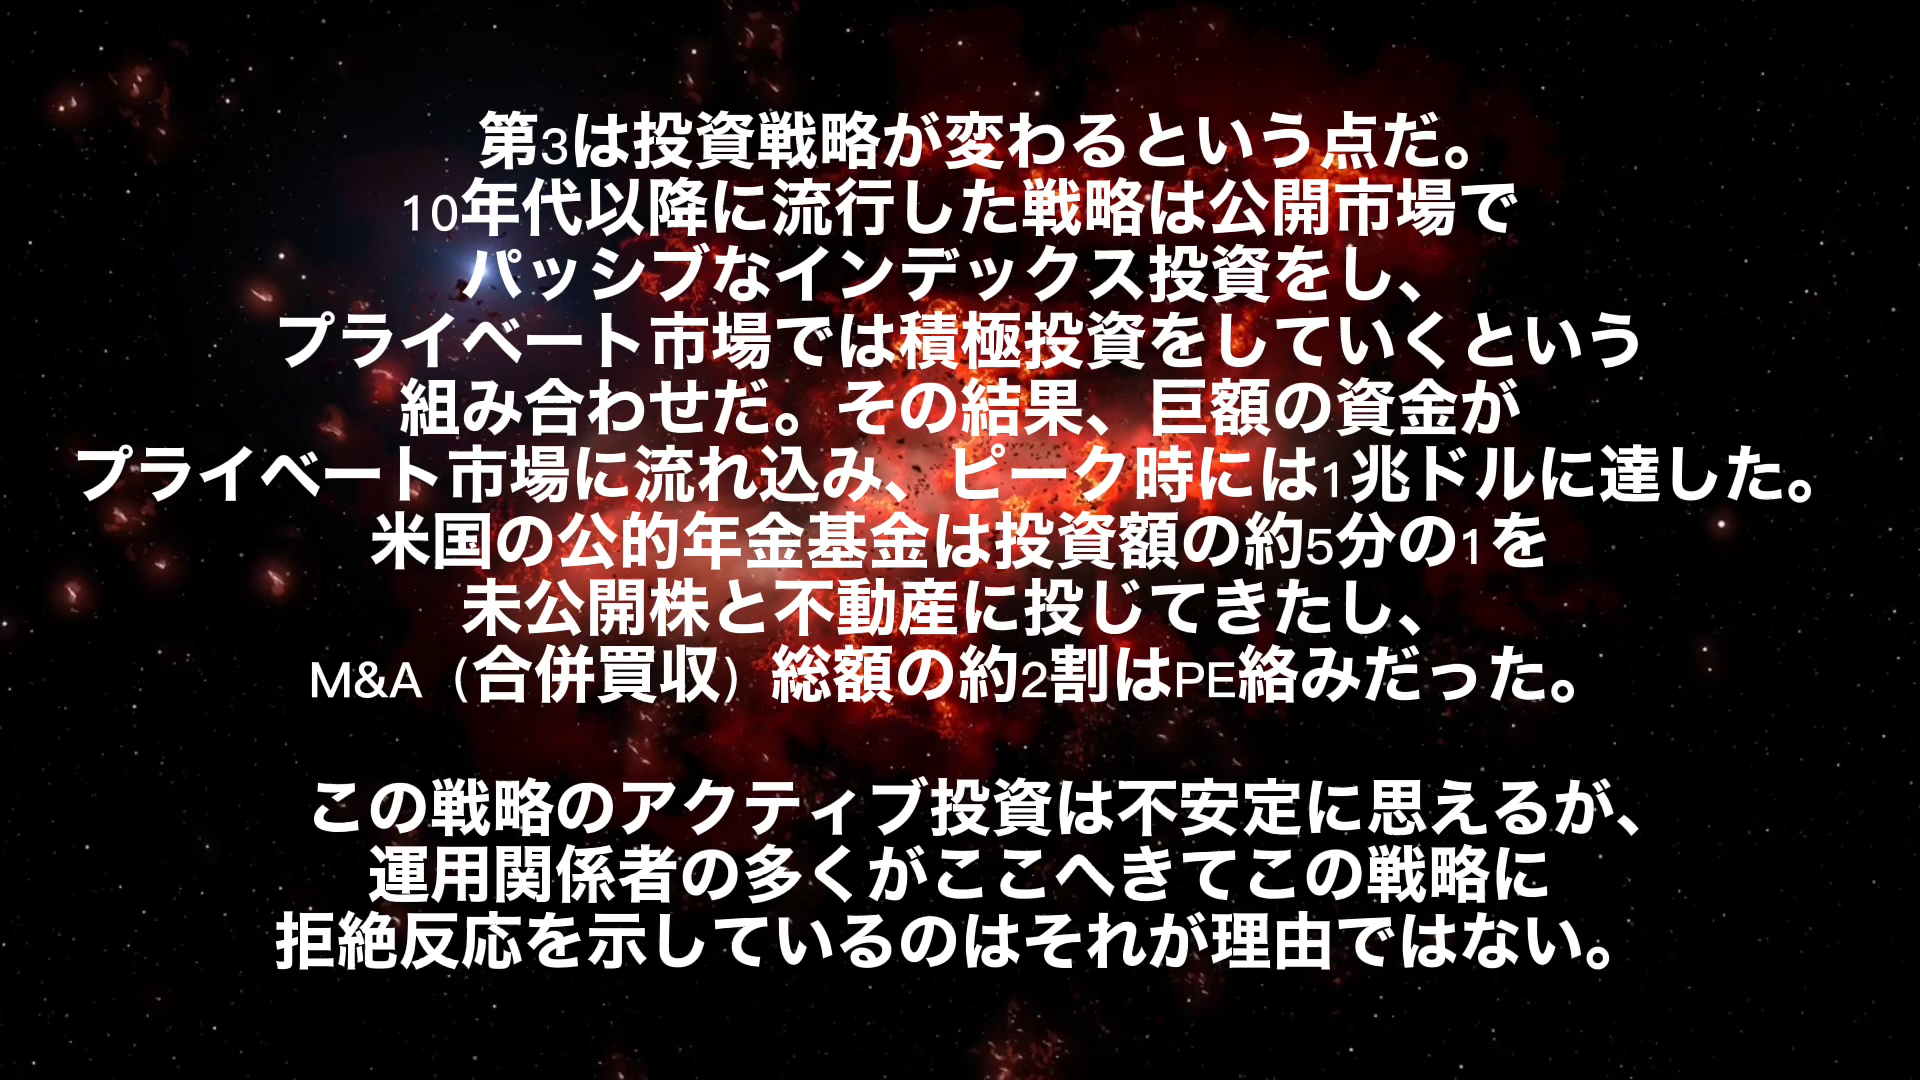 第3は投資戦略が変わるという点だ。
10年代以降に流行した戦略は公開市場で
パッシブなインデックス投資をし、
プライベート市場では積極投資をしていくという
組み合わせだ。その結果、巨額の資金が
プライベート市場に流れ込み、ピーク時には1兆ドルに達した。
米国の公的年金基金は投資額の約5分の1を
未公開株と不動産に投じてきたし、
M&A（合併買収）総額の約2割はPE絡みだった。
この戦略のアクティブ投資は不安定に思えるが、
運用関係者の多くがここへきてこの戦略に
拒絶反応を示しているのはそれが理由ではない。